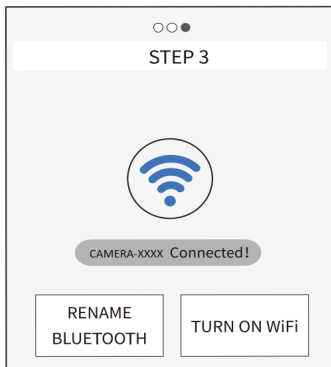 STEP 3
CAMERA-XXXX Connected!
RENAME
BLUETOOTH
TURN ON WiFi